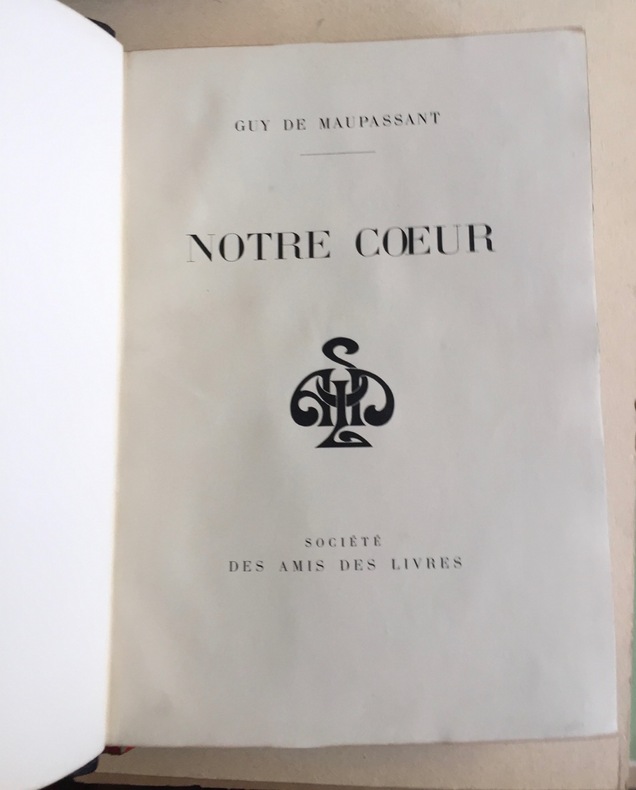 GUY DE MAUPASSANT
NOTRE CŒUR
SOCIÉTÉ
DES AMIS DES LIVRES